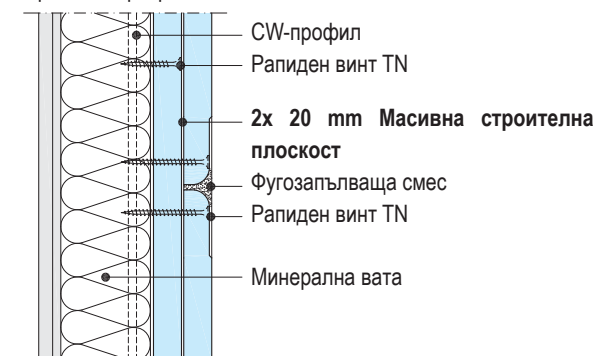 CW-профил
Рапиден винт TN
2x 20 mm Масивна строителна
плоскост
Фугозапълваща смес
Рапиден винт TN
Минерална вата